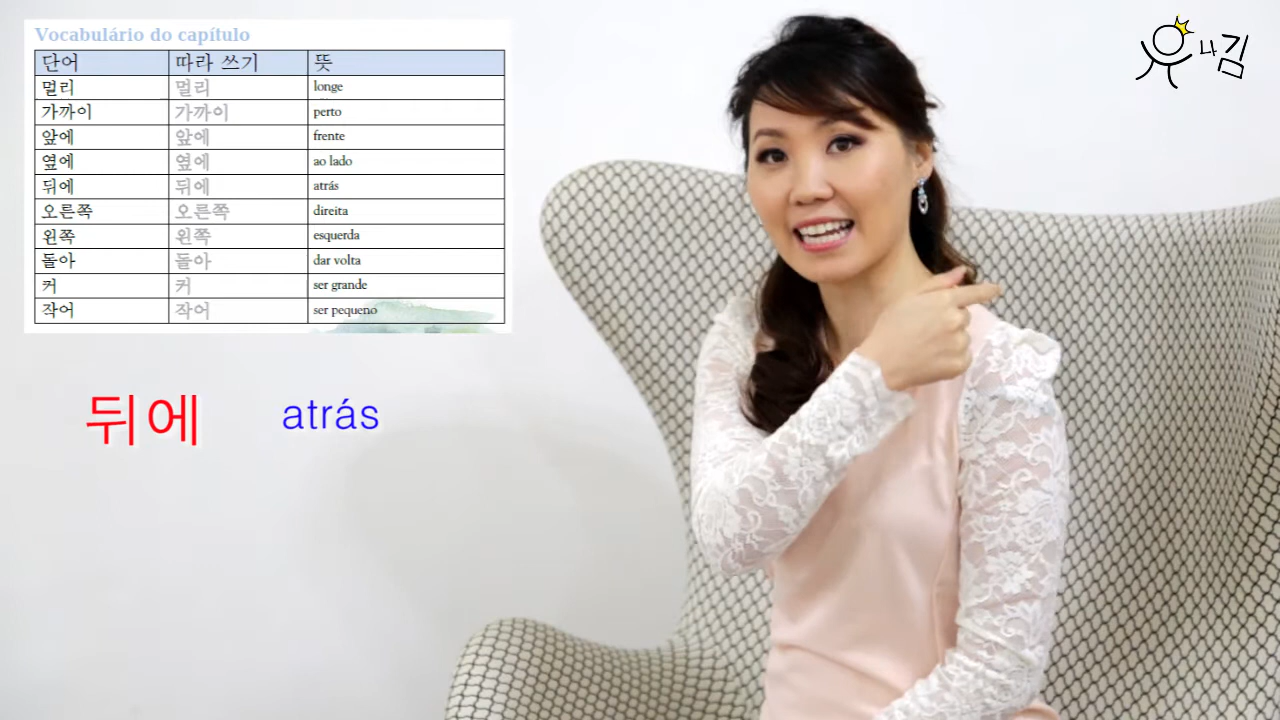 Vocabulário do capítulo
단어 따라 쓰기 뜻
멀리 멀리 longe
가까이 가까이 perto
앞에 앞에 frente
옆에 옆에 ao lado
뒤에 뒤에 atrás
오른쪽 오른쪽 direita
왼쪽 왼쪽 esquerda
돌아 돌아 dar volta
커 커 ser grande
작어 작어 ser pequeno
뒤에 atrás
유나김